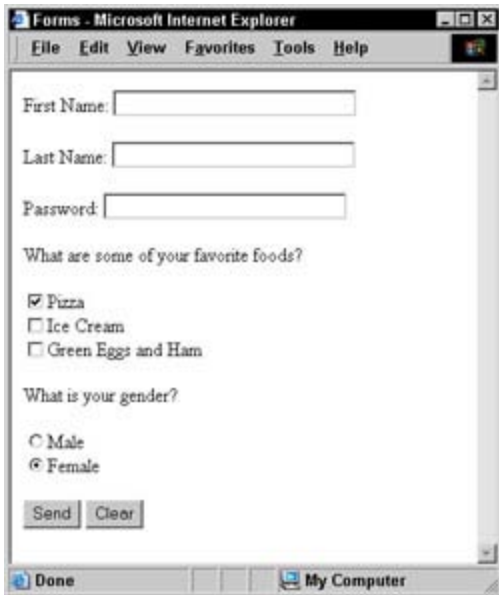 Forms - Microsoft Internet Explorer
File Edit View Favorites Tools Help
First Name:
Last Name:
Password:
What are some of your favorite foods?
Pizza
Ice Cream
Green Eggs and Ham
What is your gender?
Male
Female
Send Clear
Done My Computer